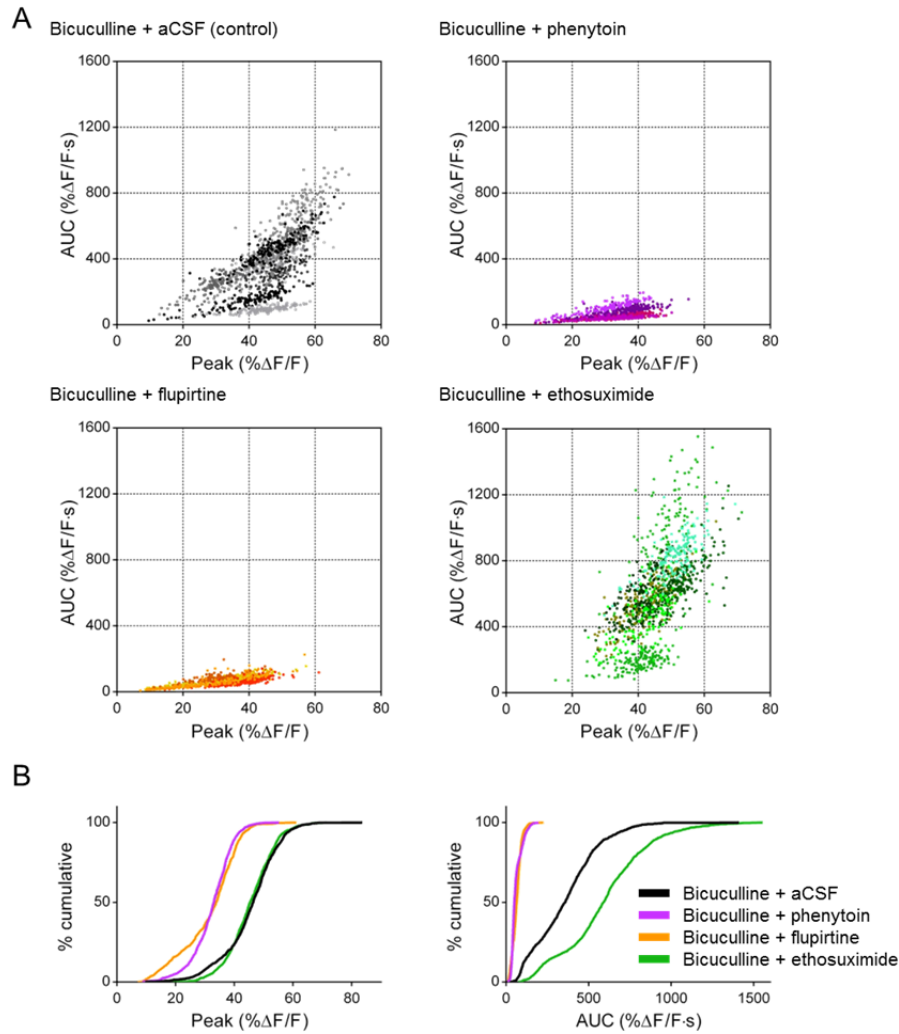 A
Bicuculline + aCSF (control)
1600
1200
800
400
0
0 20 40 60 80
AUC (%ΔF/F·s)
Peak (%ΔF/F)
Bicuculline + phenytoin
1600
1200
800
400
0
0 20 40 60 80
AUC (%ΔF/F·s)
Peak (%ΔF/F)
Bicuculline + flupirtine
1600
1200
800
400
0
0 20 40 60 80
AUC (%ΔF/F·s)
Peak (%ΔF/F)
Bicuculline + ethosuximide
1600
1200
800
400
0
0 20 40 60 80
AUC (%ΔF/F·s)
Peak (%ΔF/F)
B
100
50
0
0 20 40 60 80
% cumulative
Peak (%ΔF/F)
100
50
0
0 500 1000 1500
% cumulative
AUC (%ΔF/F·s)
Bicuculline + aCSF
Bicuculline + phenytoin
Bicuculline + flupirtine
Bicuculline + ethosuximide